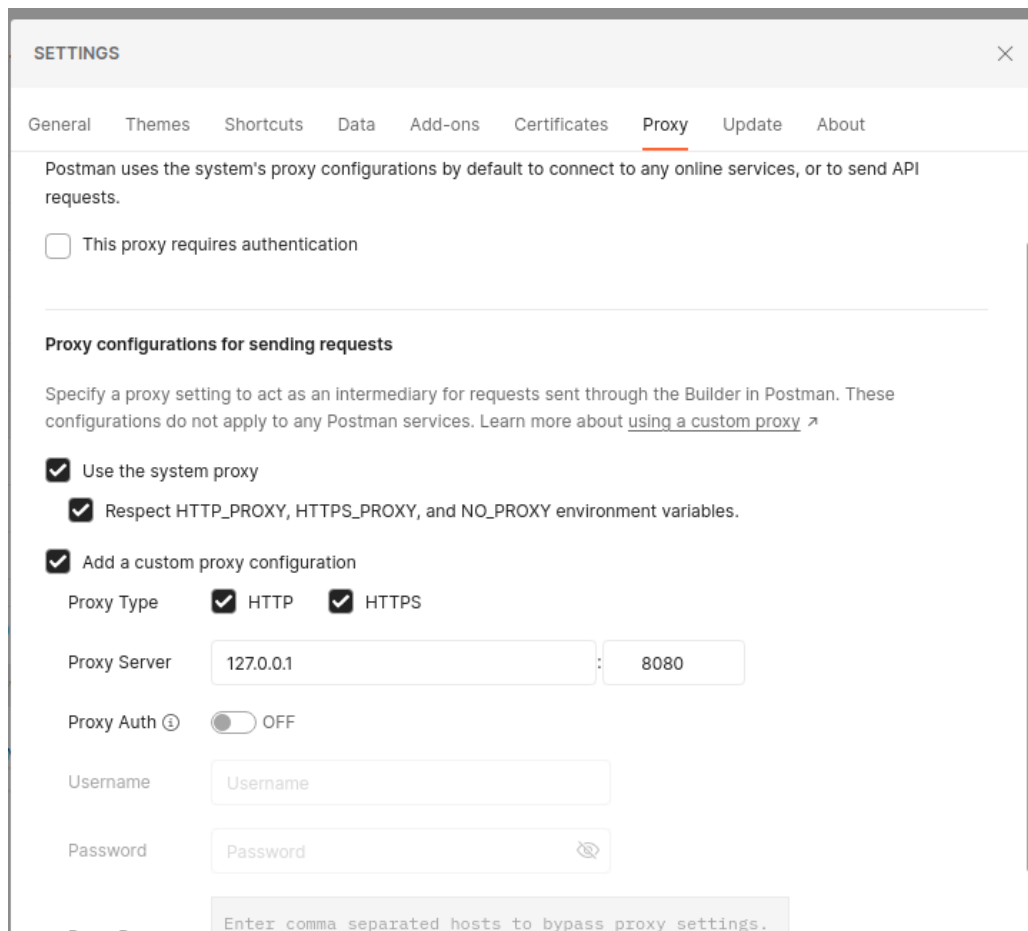 SETTINGS
General Themes Shortcuts Data Add-ons Certificates Proxy Update About
Postman uses the system's proxy configurations by default to connect to any online services, or to send API
requests.
This proxy requires authentication
Proxy configurations for sending requests
Specify a proxy setting to act as an intermediary for requests sent through the Builder in Postman. These
configurations do not apply to any Postman services. Learn more about using a custom proxy ↗
Use the system proxy
Respect HTTP_PROXY, HTTPS_PROXY, and NO_PROXY environment variables.
Add a custom proxy configuration
Proxy Type HTTP HTTPS
Proxy Server 127.0.0.1 : 8080
Proxy Auth OFF
Username Username
Password Password
Enter comma separated hosts to bypass proxy settings.